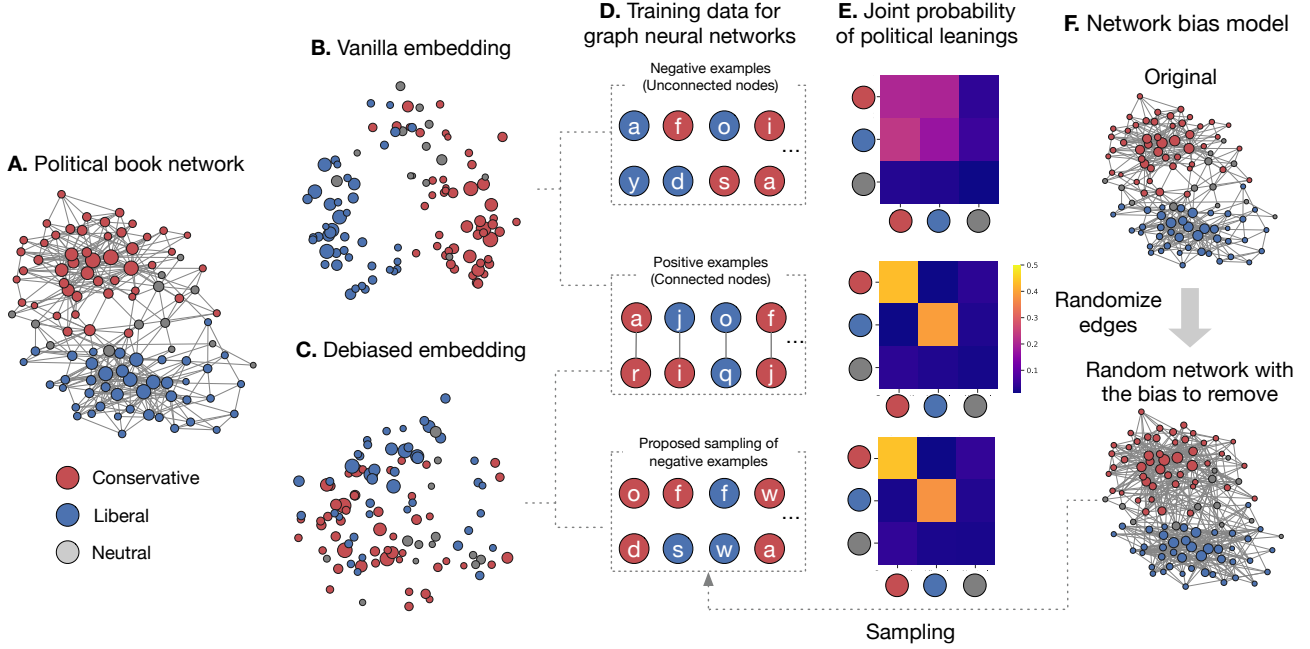 A. Political book network
Conservative
Liberal
Neutral
B. Vanilla embedding
C. Debiased embedding
D. Training data for
graph neural networks
Negative examples
(Unconnected nodes)
a f o i
...
y d s a
Positive examples
(Connected nodes)
a j o f
...
r i q j
Proposed sampling of
negative examples
o f f w
...
d s w a
E. Joint probability
of political leanings
0.5
0.4
0.3
0.2
0.1
F. Network bias model
Original
Randomize
edges
Random network with
the bias to remove
Sampling